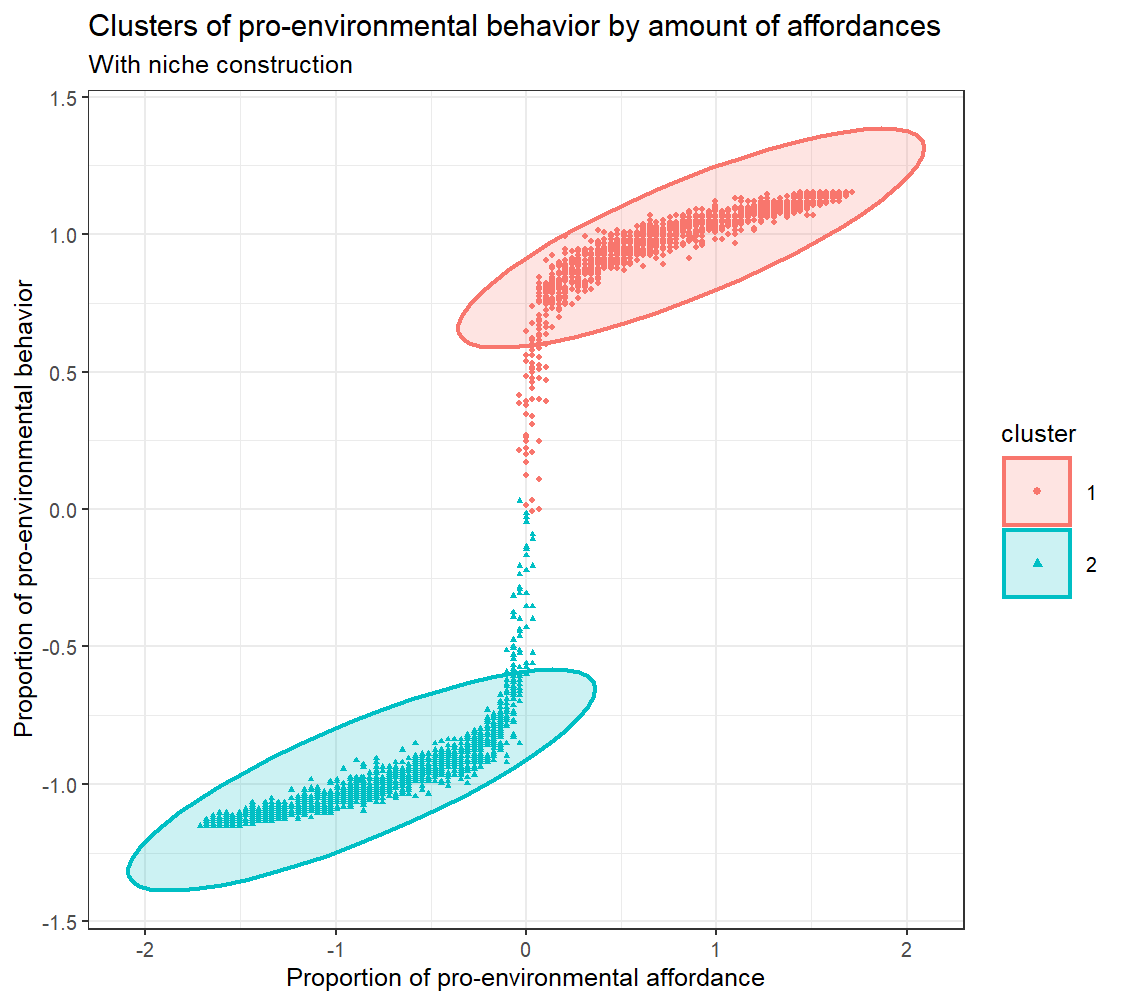 Clusters of pro-environmental behavior by amount of affordances
With niche construction
Proportion of pro-environmental behavior
1.5
1.0
0.5
0.0
-0.5
-1.0
-1.5
-2
-1
0
1
2
Proportion of pro-environmental affordance
cluster
1
2